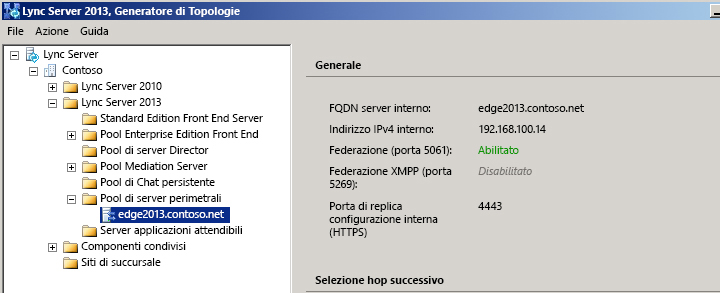 Lync Server 2013, Generatore di Topologie
File Azione Guida
Lync Server
Contoso
Lync Server 2010
Lync Server 2013
Standard Edition Front End Server
Pool Enterprise Edition Front End
Pool di server Director
Pool Mediation Server
Pool di Chat persistente
Pool di server perimetrali
edge2013.contoso.net
Server applicazioni attendibili
Componenti condivisi
Siti di succursale
Generale
FQDN server interno: edge2013.contoso.net
Indirizzo IPv4 interno: 192.168.100.14
Federazione (porta 5061): Abilitato
Federazione XMPP (porta Disabilitato
5269):
Porta di replica 4443
configurazione interna
(HTTPS)
Selezione hop successivo